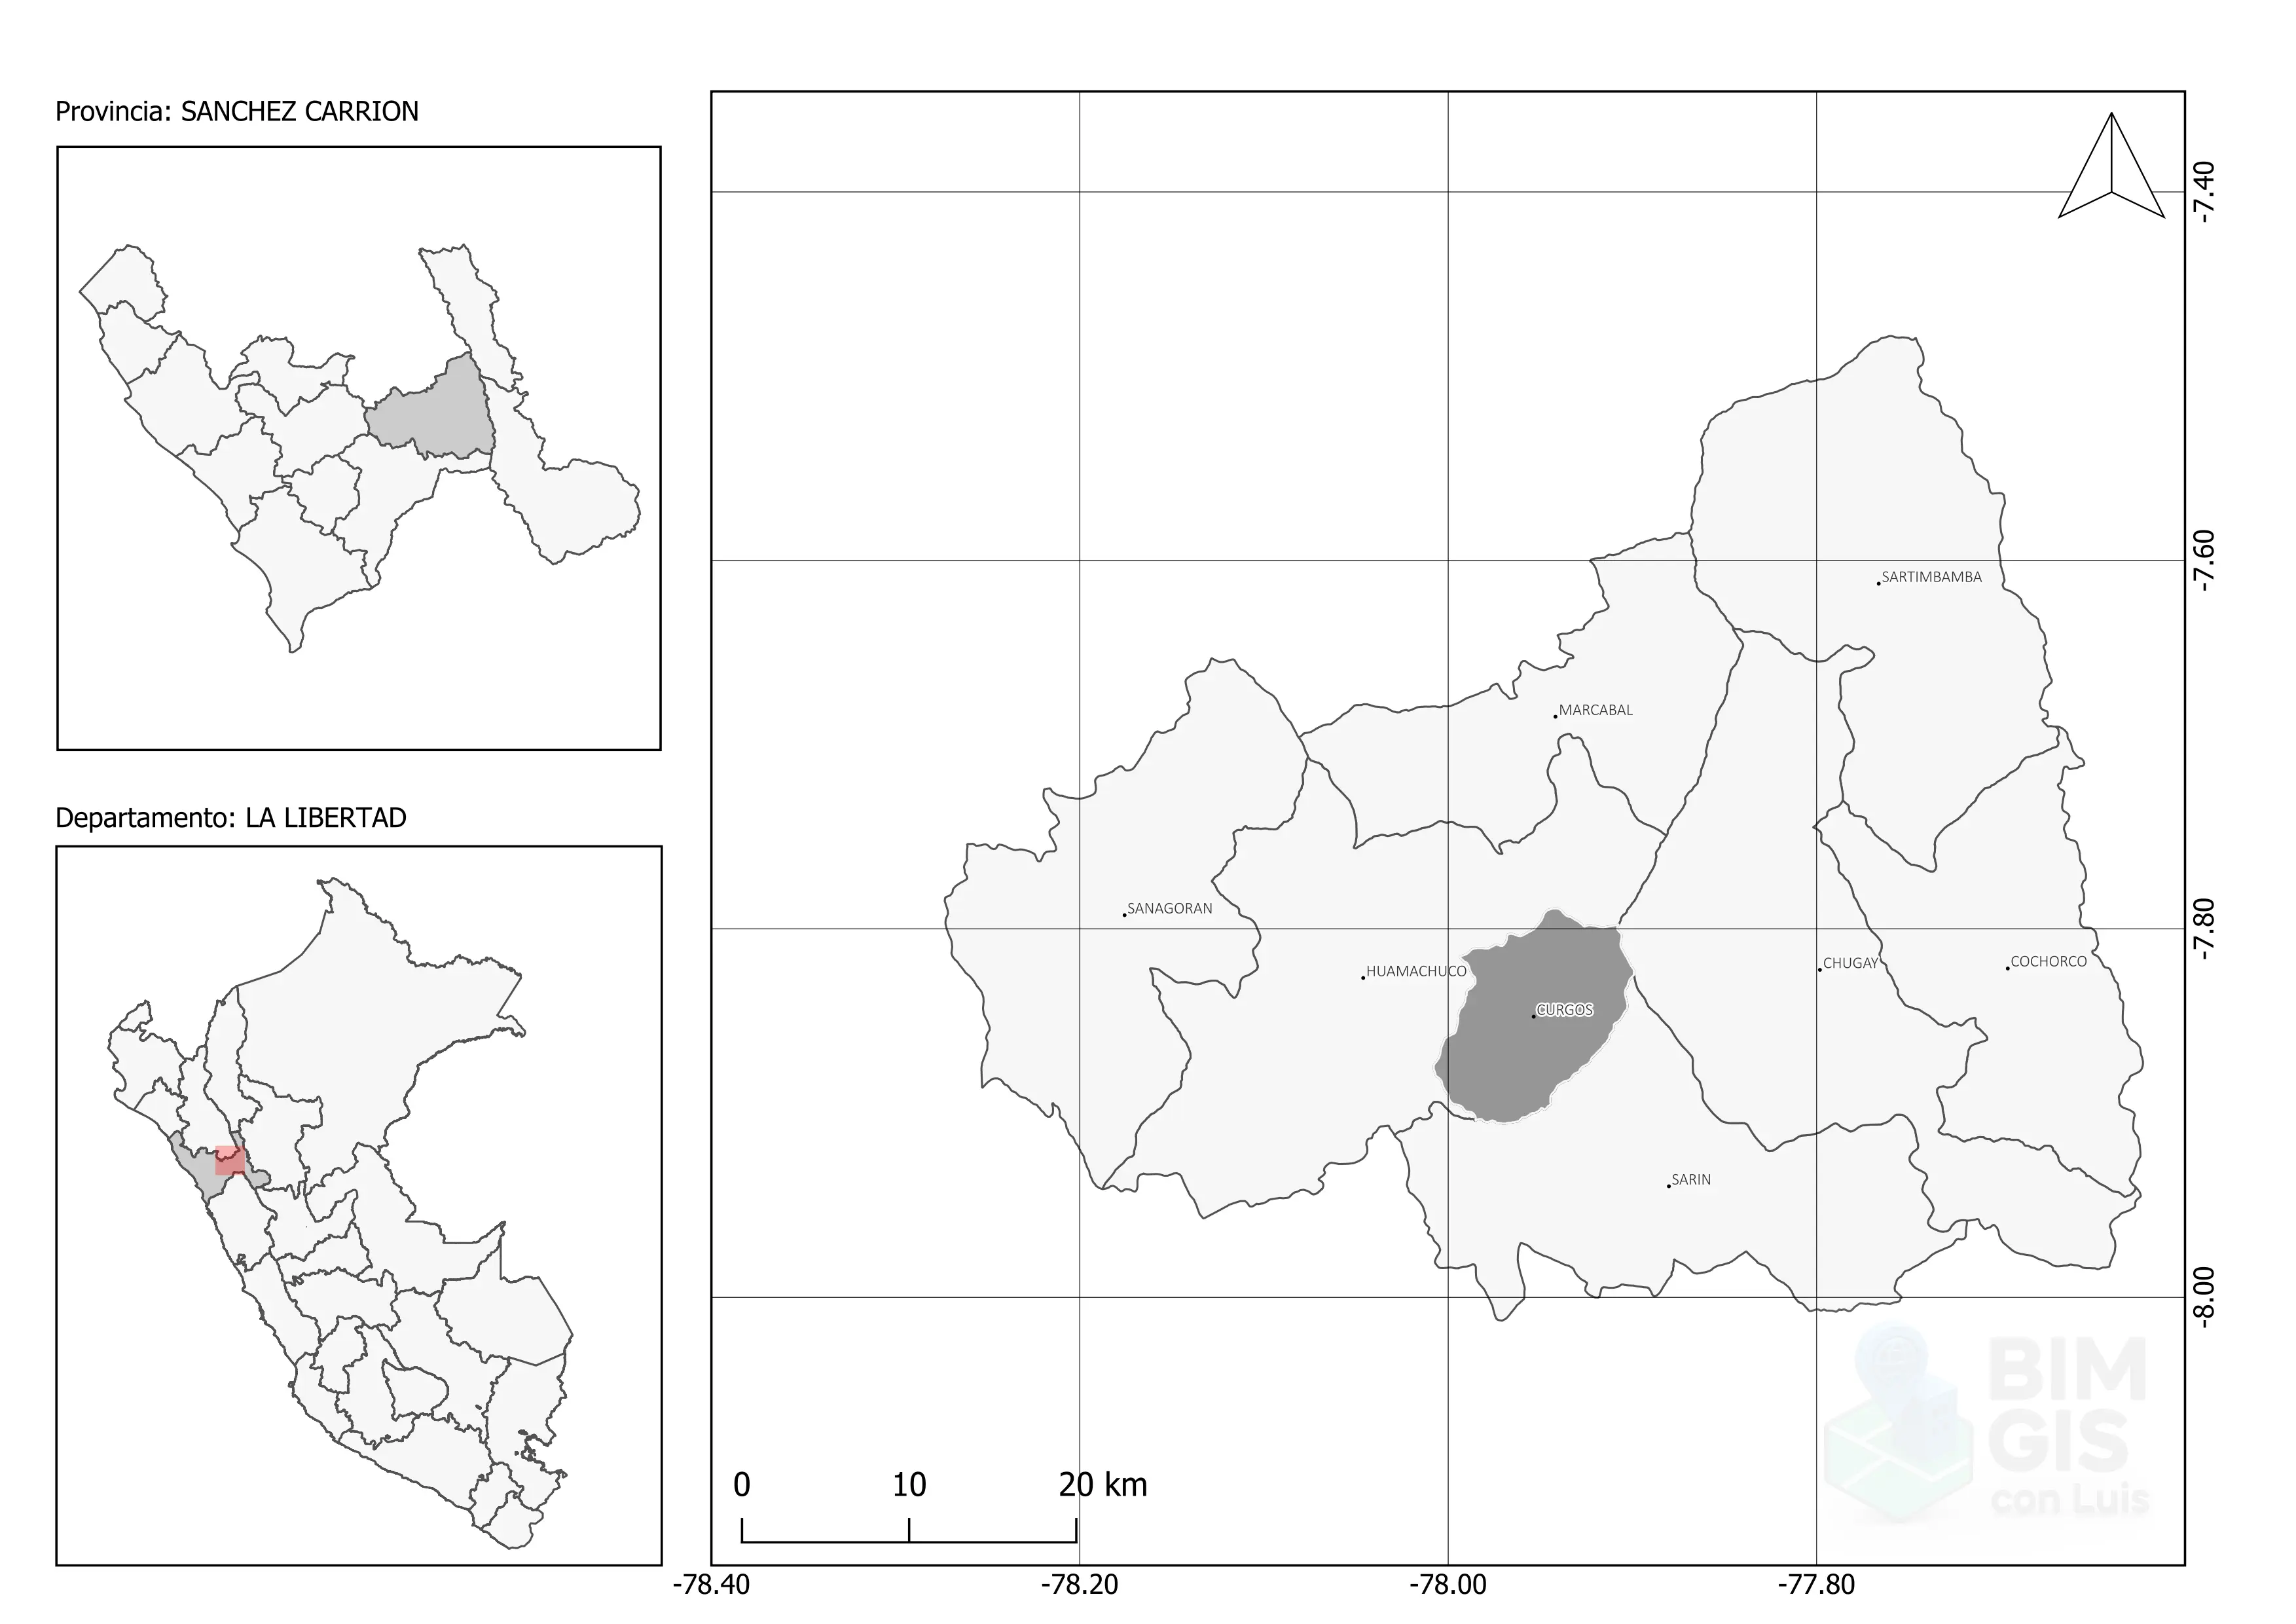 Provincia: SANCHEZ CARRION
Departamento: LA LIBERTAD
-7.40
-7.60
-7.80
-8.00
SARTIMBAMBA
MARCABAL
SANAGORAN
HUAMACHUCO
CHUGAY
COCHORCO
CURGOS
SARIN
BIM
GIS
con Luis
0 10 20 km
-78.40 -78.20 -78.00 -77.80